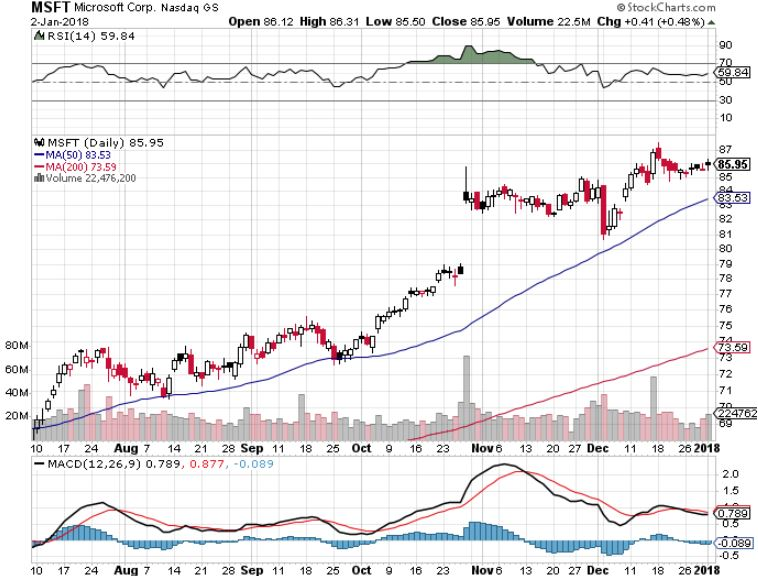 MSFT Microsoft Corp. Nasdaq GS © StockCharts.com
2-Jan-2018 Open 86.12 High 86.31 Low 85.50 Close 85.95 Volume 22.5M Chg +0.41 (+0.48%)
RSI(14) 59.84
90
70
59.84
50
30
10
MSFT (Daily) 85.95
MA(50) 83.53
MA(200) 73.59
Volume 22,476,200
87
85.95
85
84
83.53
83
82
81
80
79
78
77
76
75
74
73.59
73
72
71
70
69
80M
60M
40M
20M
224762
10 17 24 Aug 7 14 21 28 Sep 11 18 25 Oct 9 16 23 Nov 6 13 20 27 Dec 11 18 26 2018
MACD(12,26,9) 0.789, 0.877, -0.089
2.0
1.5
0.789
0.5
-0.089
-0.5
10 17 24 Aug 7 14 21 28 Sep 11 18 25 Oct 9 16 23 Nov 6 13 20 27 Dec 11 18 26 2018